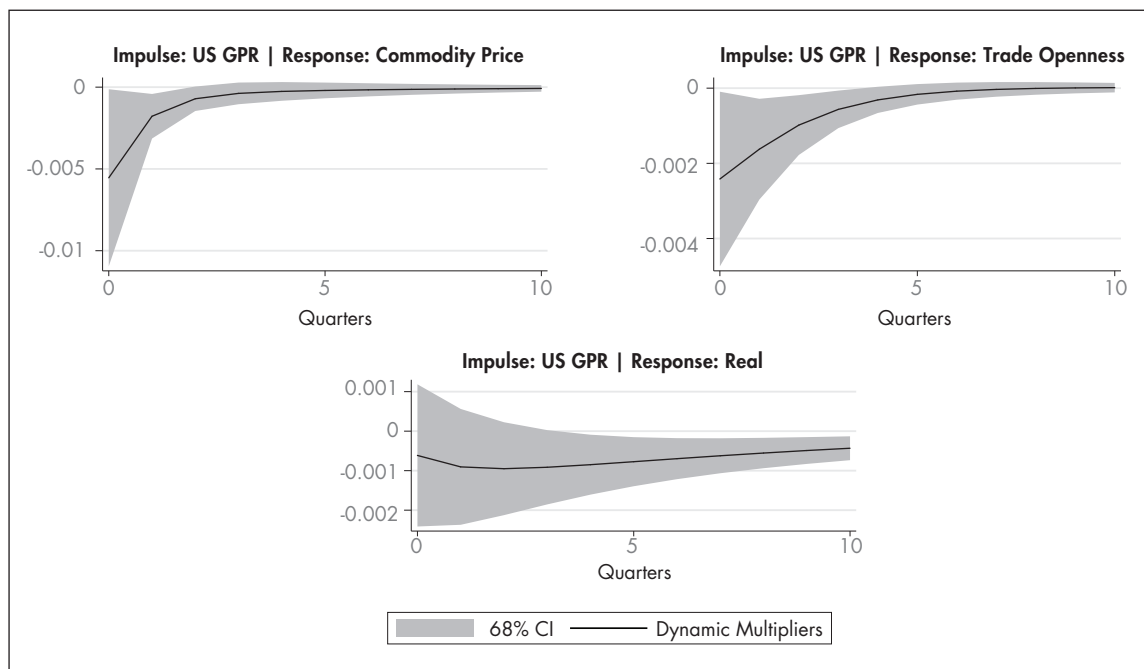 Impulse: US GPR | Response: Commodity Price
0
-0.005
-0.01
0 5 10
Quarters
Impulse: US GPR | Response: Trade Openness
0
-0.002
-0.004
0 5 10
Quarters
Impulse: US GPR | Response: Real
0.001
0
-0.001
-0.002
0 5 10
Quarters
68% CI Dynamic Multipliers